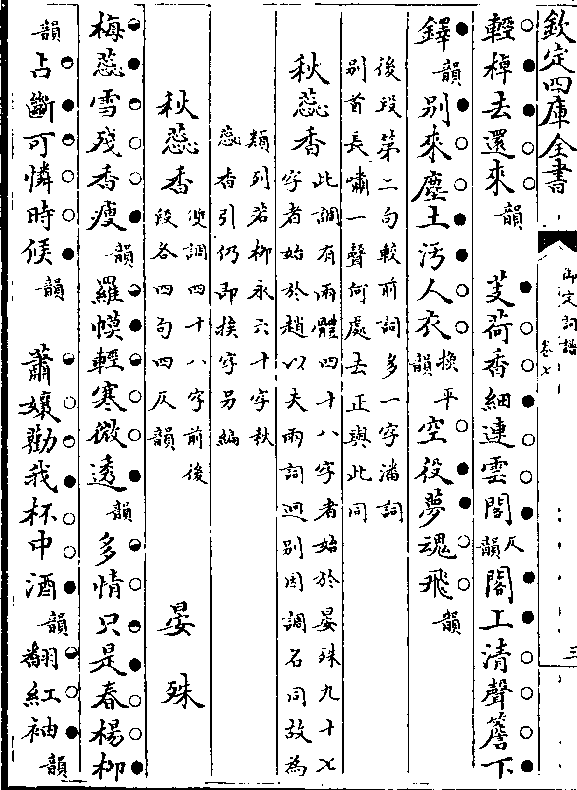 欽定四庫全書
御定詞譜
卷七
三
輕棹去還來韻 芰荷香細連雲閣仄韻閣上清聲簷下
鐸韻別來塵土汚人衣換平韻空役夢魂飛韻
後段第二句較前詞多一字潘詞
別首長嘯一聲何處去正與此同
秋蕊香此調有兩體四十八字者始於晏殊九十七
字者始於趙以夫兩詞迥別因調名同故為
類列若柳永六十字秋
蕊香引仍即挨字另編
秋蕊香雙調四十八字前後
段各四句四仄韻 晏殊
梅蕊雪殘香瘦韻羅幙輕寒微透韻多情只是春楊柳
韻占斷可憐時候韻 蕭孃勸我杯中酒韻翻紅袖韻